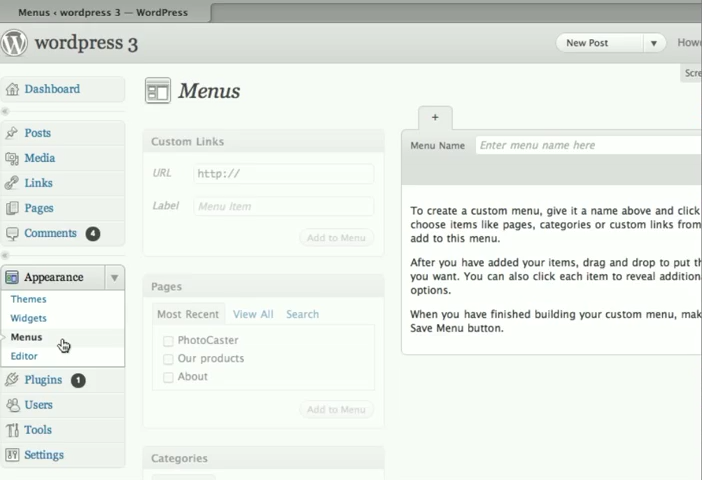 Menus ‹ wordpress 3 — WordPress
wordpress 3
New Post
Menus
Dashboard
Posts
Media
Links
Pages
Comments 4
Appearance
Themes
Widgets
Menus
Editor
Plugins 1
Users
Tools
Settings
Custom Links
URL http://
Label Menu Item
Add to Menu
Pages
Most Recent View All Search
PhotoCaster
Our products
About
Add to Menu
Categories
+
Menu Name Enter menu name here
To create a custom menu, give it a name above and click
choose items like pages, categories or custom links from
add to this menu.
After you have added your items, drag and drop to put th
you want. You can also click each item to reveal addition
options.
When you have finished building your custom menu, mak
Save Menu button.